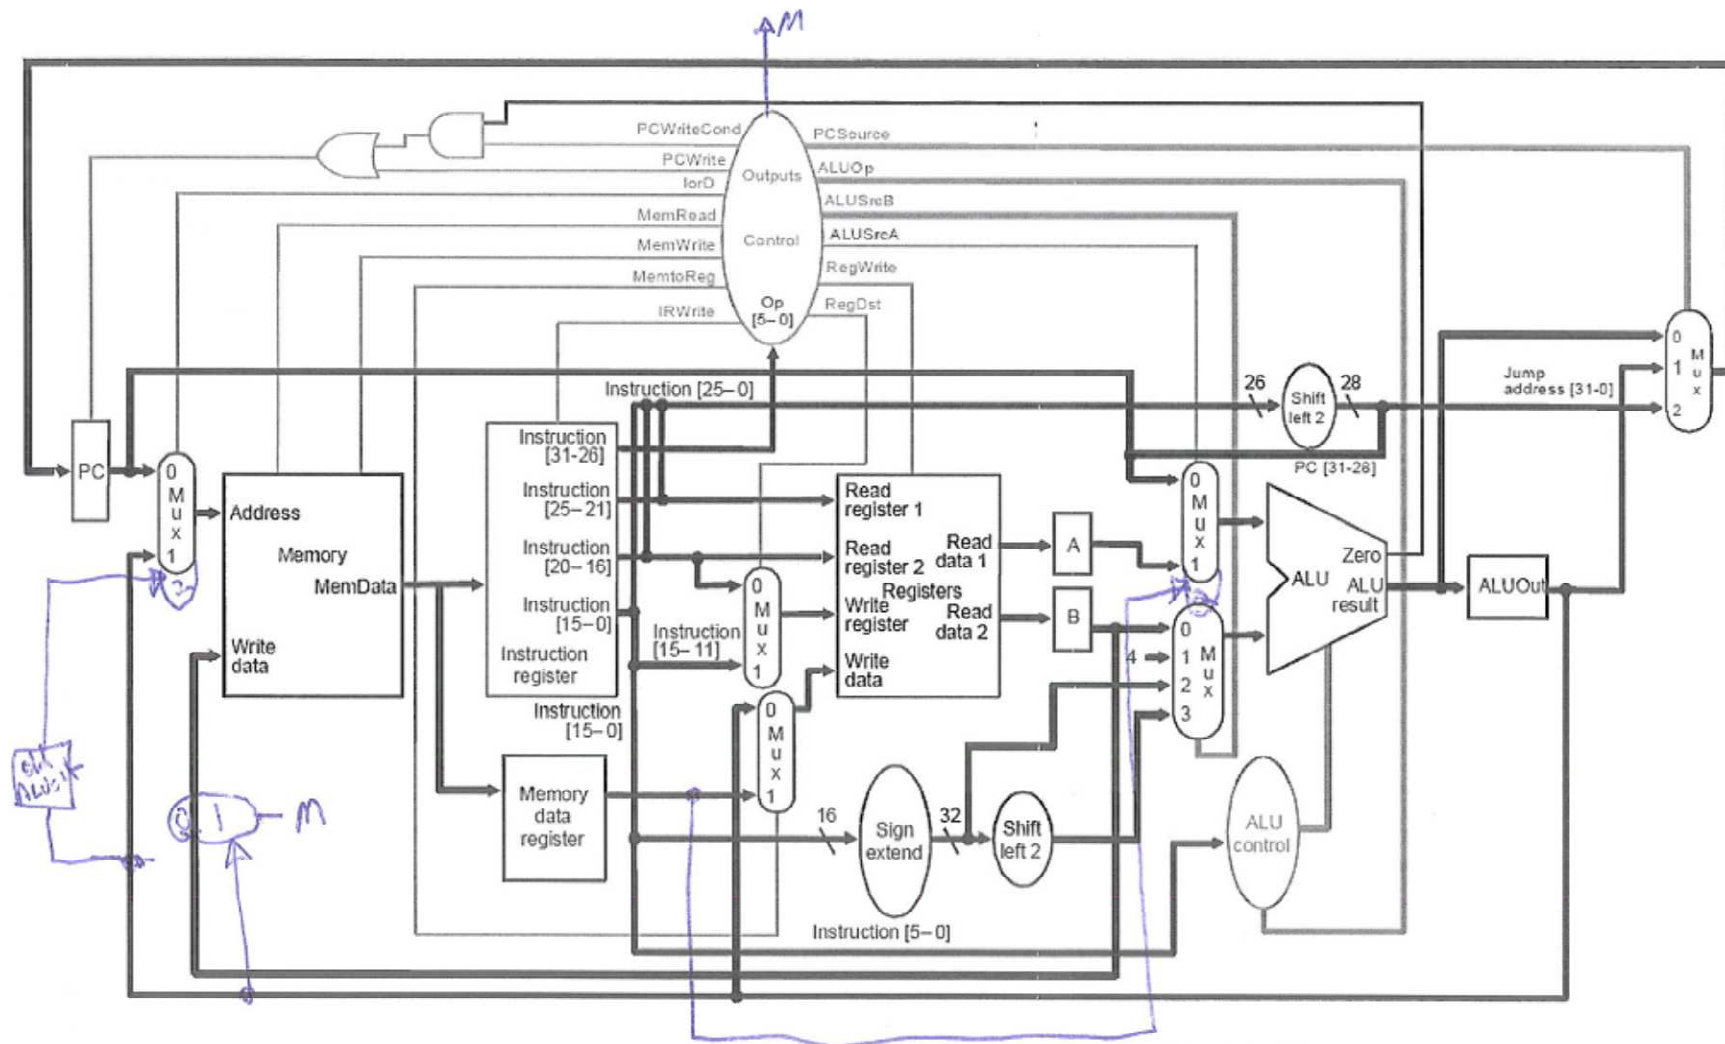 M
PCWriteCond
PCSource
PCWrite
ALUOp
Outputs
IorD
ALUSrcB
MemRead
ALUSrcA
MemWrite
Control
RegWrite
MemtoReg
RegDst
Op
[5–0]
IRWrite
0
M
u
x
1
2
Jump
address [31-0]
Instruction [25–0]
26
Shift
left 2
28
PC [31-28]
PC
0
M
u
x
1
2
Address
Memory
MemData
Write
data
Instruction
[31-26]
Instruction
[25–21]
Instruction
[20–16]
Instruction
[15–0]
Instruction
register
Instruction
[15–11]
Instruction
[15–0]
0
M
u
x
1
Read
register 1
Read
register 2
Registers
Write
register
Write
data
Read
data 1
Read
data 2
A
B
0
M
u
x
1
2
4
0
1
2
3
M
u
x
Zero
ALU
ALU
result
ALUOut
0
M
u
x
1
Memory
data
register
16
Sign
extend
32
Shift
left 2
ALU
control
Instruction [5–0]
0 1
M